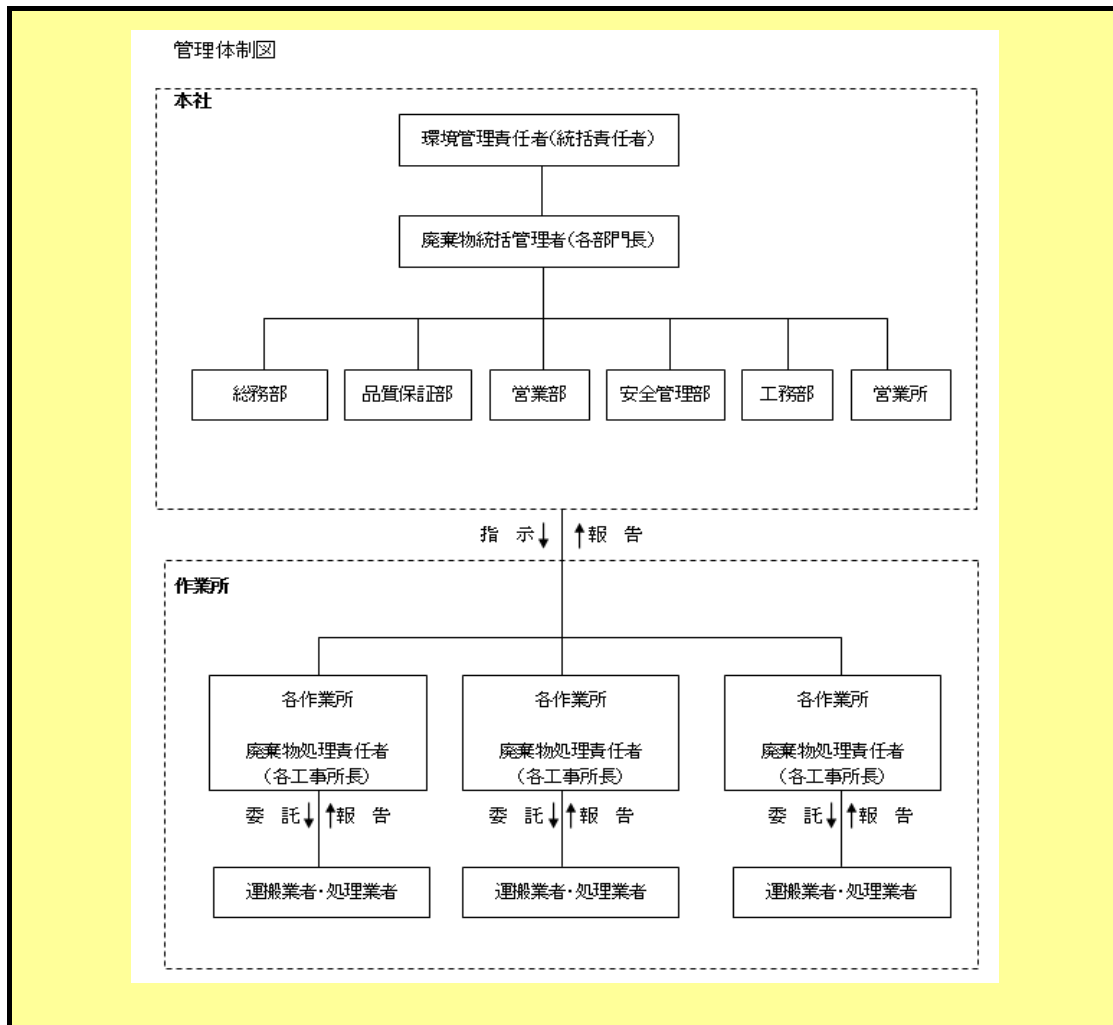 管理体制図
本社
環境管理責任者(統括責任者)
廃棄物統括管理者(各部門長)
総務部 品質保証部 営業部 安全管理部 工務部 営業所
指 示↓ ↑報 告
作業所
各作業所 各作業所 各作業所
廃棄物処理責任者 廃棄物処理責任者 廃棄物処理責任者
(各工事所長) (各工事所長) (各工事所長)
委 託↓ ↑報 告 委 託↓ ↑報 告 委 託↓ ↑報 告
運搬業者・処理業者 運搬業者・処理業者 運搬業者・処理業者